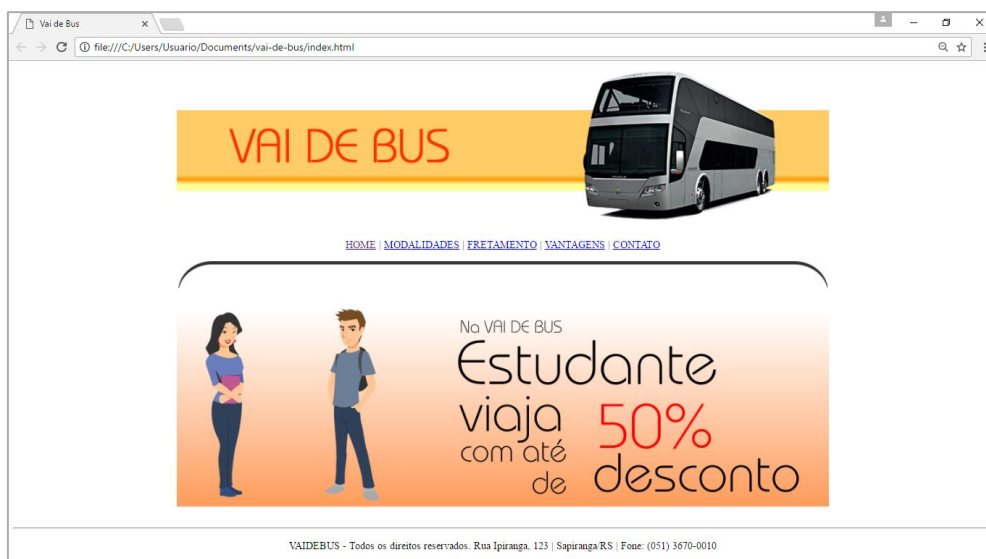 Vai de Bus
file:///C:/Users/Usuario/Documents/vai-de-bus/index.html
VAI DE BUS
HOME | MODALIDADES | FRETAMENTO | VANTAGENS | CONTATO
Na VAI DE BUS
Estudante
viaja 50%
com até
de desconto
VAIDEBUS - Todos os direitos reservados. Rua Ipiranga, 123 | Sapiranga/RS | Fone: (051) 3670-0010